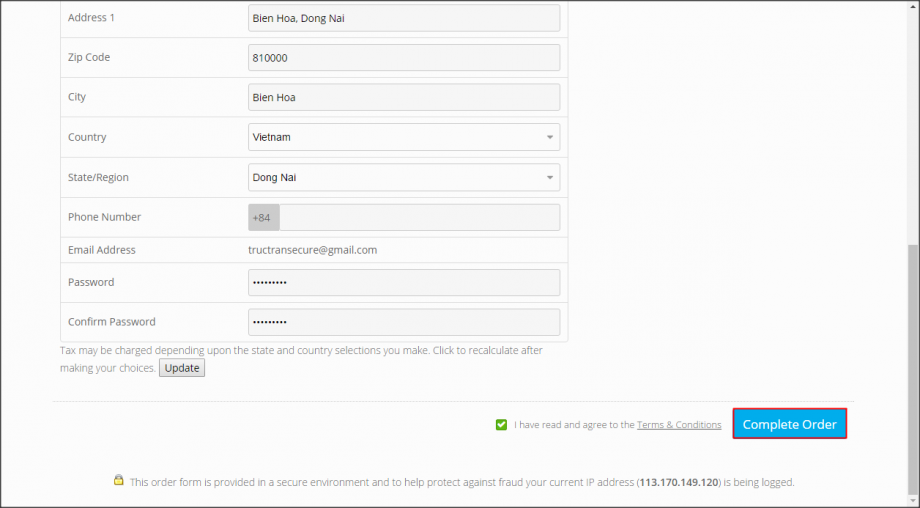 Address 1 Bien Hoa, Dong Nai
Zip Code 810000
City Bien Hoa
Country Vietnam
State/Region Dong Nai
Phone Number +84
Email Address tructransecure@gmail.com
Password •••••••••
Confirm Password •••••••••
Tax may be charged depending upon the state and country selections you make. Click to recalculate after
making your choices. Update
I have read and agree to the Terms & Conditions Complete Order
This order form is provided in a secure environment and to help protect against fraud your current IP address (113.170.149.120) is being logged.